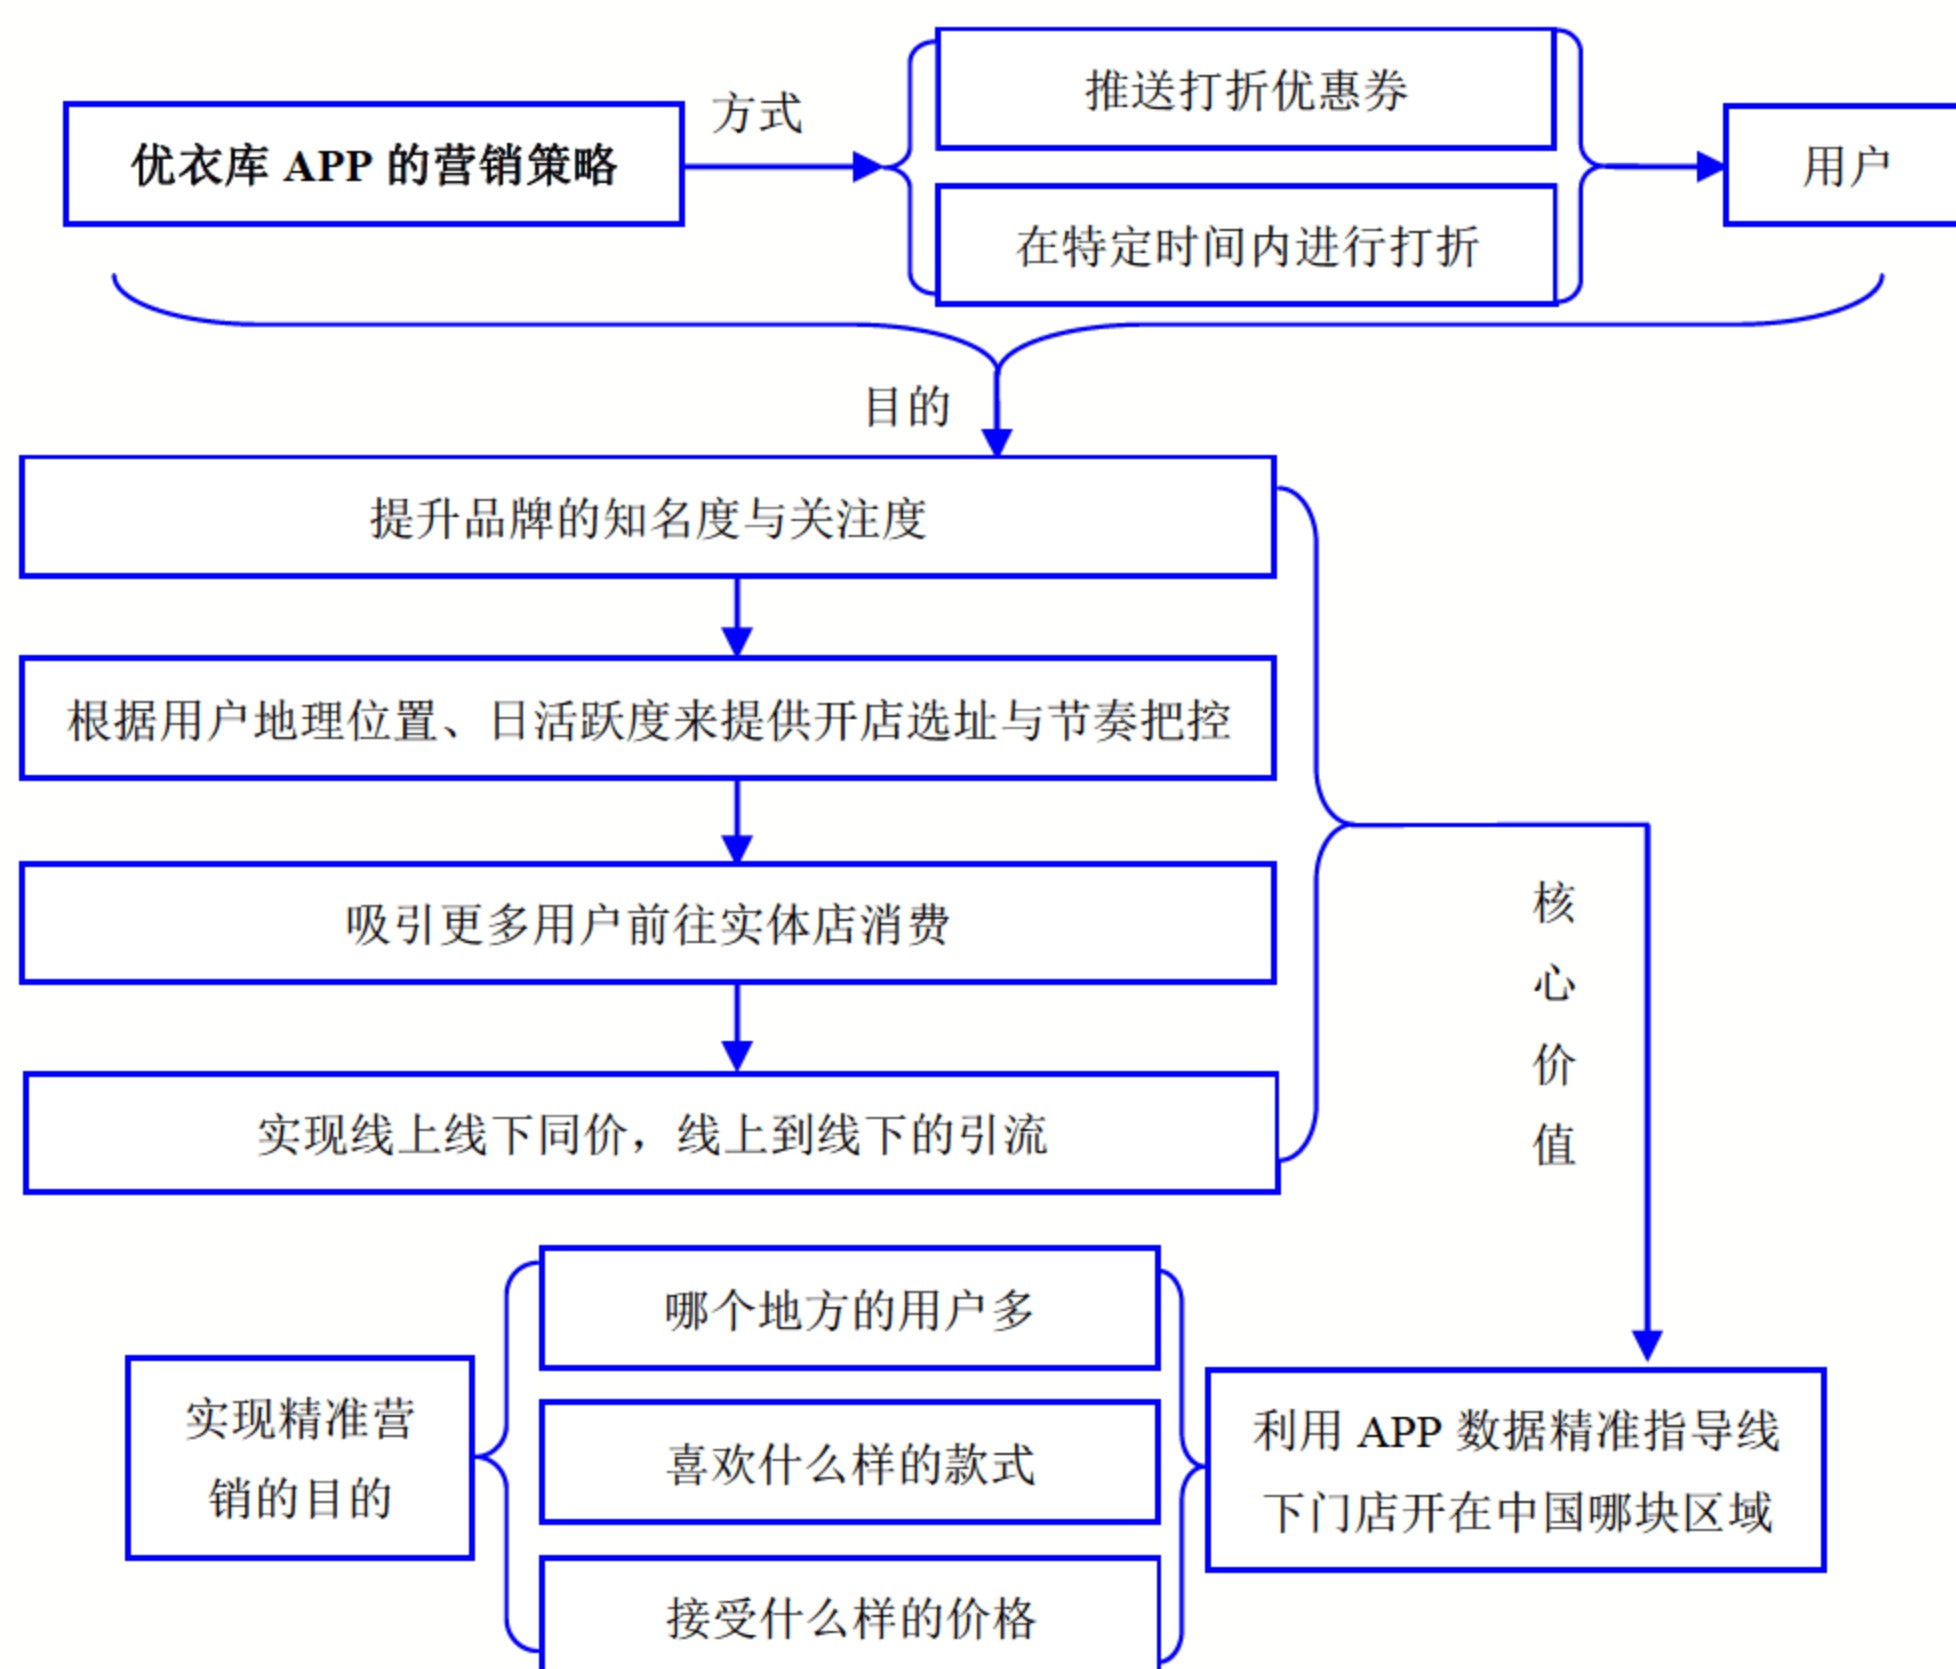 优衣库 APP 的营销策略
方式
推送打折优惠券
在特定时间内进行打折
用户
目的
提升品牌的知名度与关注度
根据用户地理位置、日活跃度来提供开店选址与节奏把控
吸引更多用户前往实体店消费
实现线上线下同价，线上到线下的引流
核
心
价
值
利用 APP 数据精准指导线
下门店开在中国哪块区域
哪个地方的用户多
喜欢什么样的款式
接受什么样的价格
实现精准营
销的目的